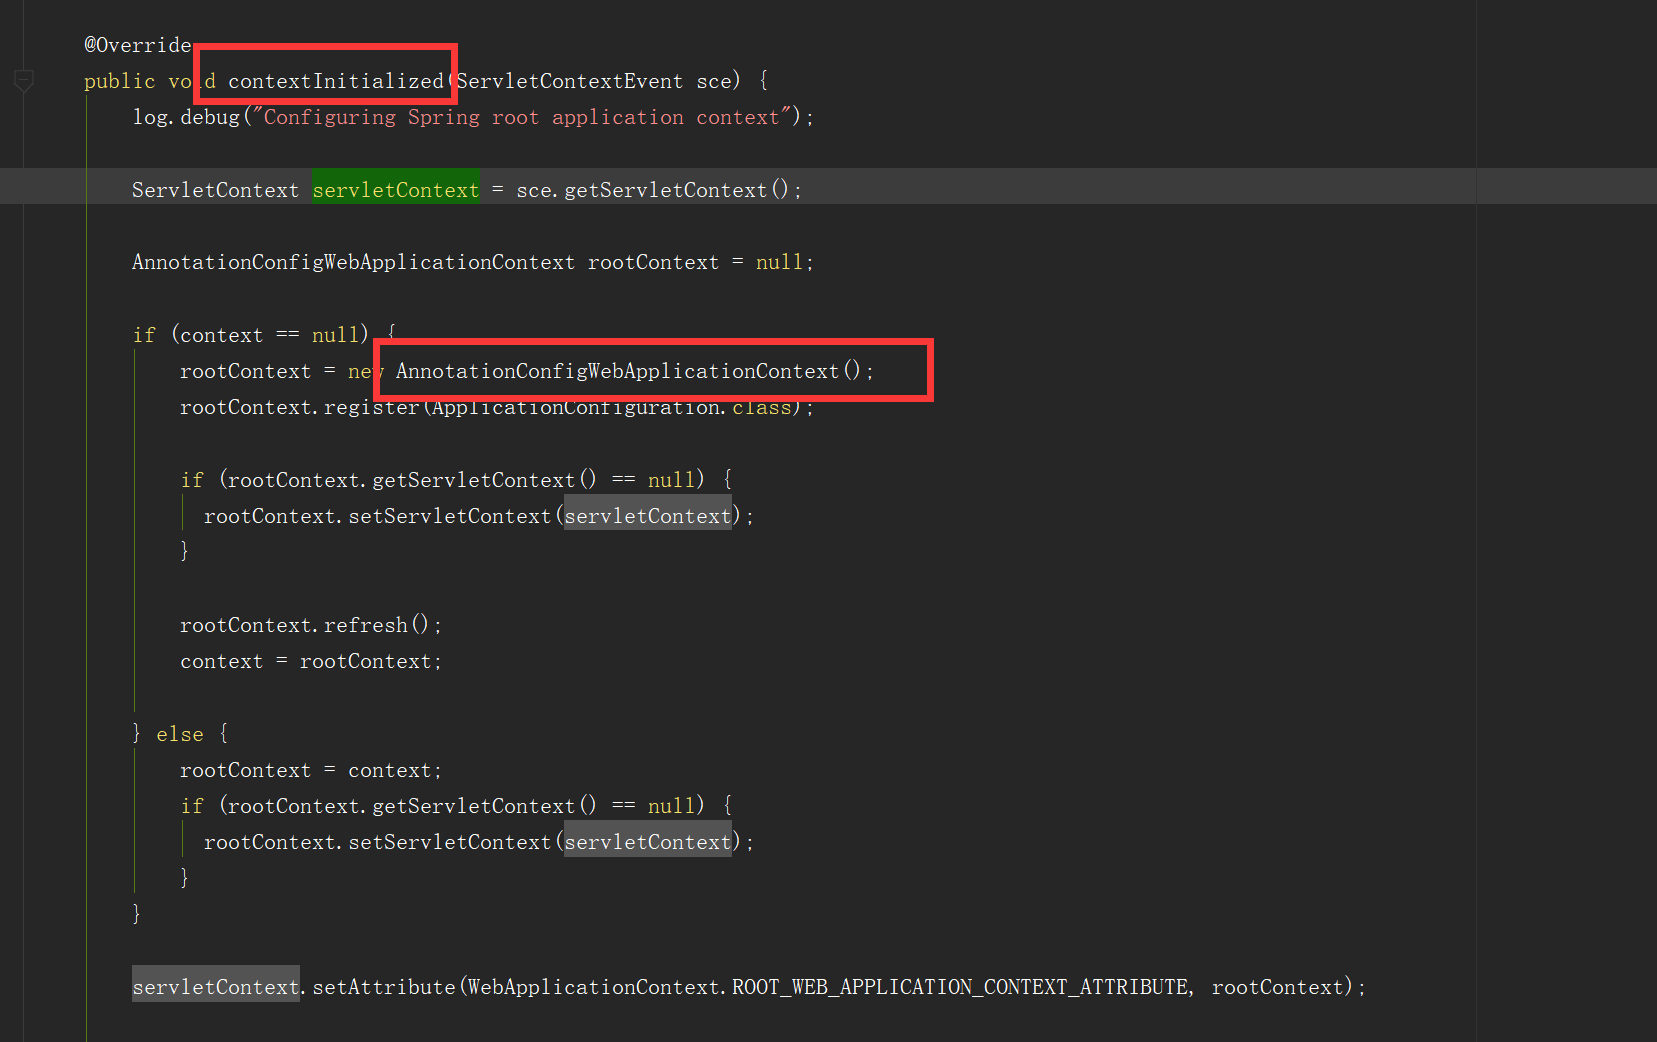 @Override
public void contextInitialized(ServletContextEvent sce) {
log.debug("Configuring Spring root application context");
ServletContext servletContext = sce.getServletContext();
AnnotationConfigWebApplicationContext rootContext = null;
if (context == null) {
rootContext = new AnnotationConfigWebApplicationContext();
rootContext.register(ApplicationConfiguration.class);
if (rootContext.getServletContext() == null) {
rootContext.setServletContext(servletContext);
}
rootContext.refresh();
context = rootContext;
} else {
rootContext = context;
if (rootContext.getServletContext() == null) {
rootContext.setServletContext(servletContext);
}
}
servletContext.setAttribute(WebApplicationContext.ROOT_WEB_APPLICATION_CONTEXT_ATTRIBUTE, rootContext);